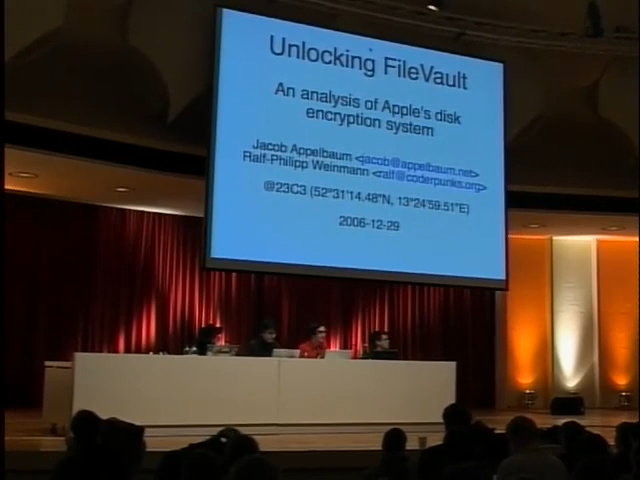 Unlocking FileVault
An analysis of Apple's disk
encryption system
Jacob Appelbaum <jacob@appelbaum.net>
Ralf-Philipp Weinmann <ralf@coderpunks.org>
@23C3 (52°31'14.48"N, 13°24'59.51"E)
2006-12-29